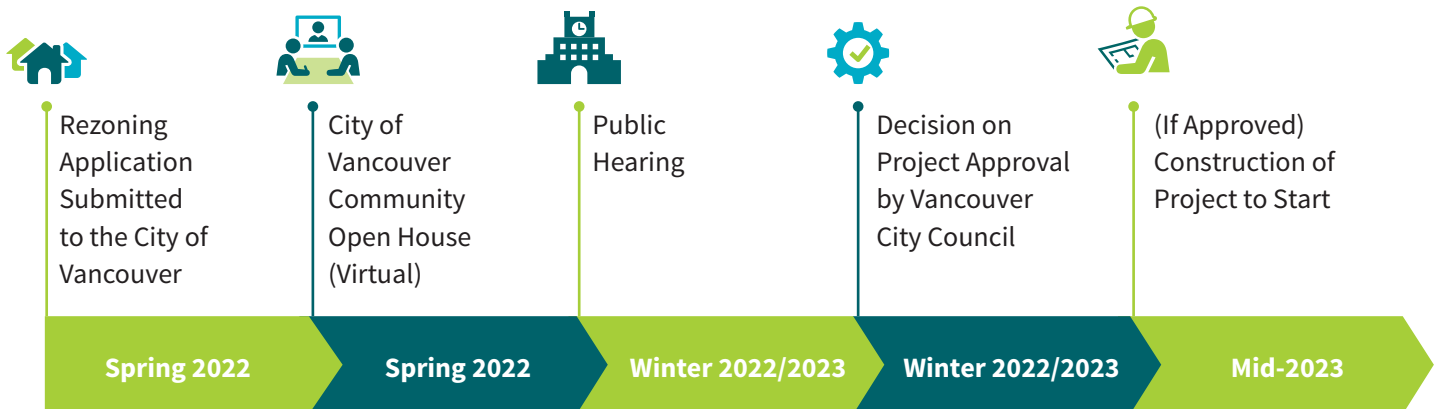 Rezoning
Application
Submitted
to the City of
Vancouver
City of
Vancouver
Community
Open House
(Virtual)
Public
Hearing
Decision on
Project Approval
by Vancouver
City Council
(If Approved)
Construction of
Project to Start
Spring 2022
Spring 2022
Winter 2022/2023
Winter 2022/2023
Mid-2023